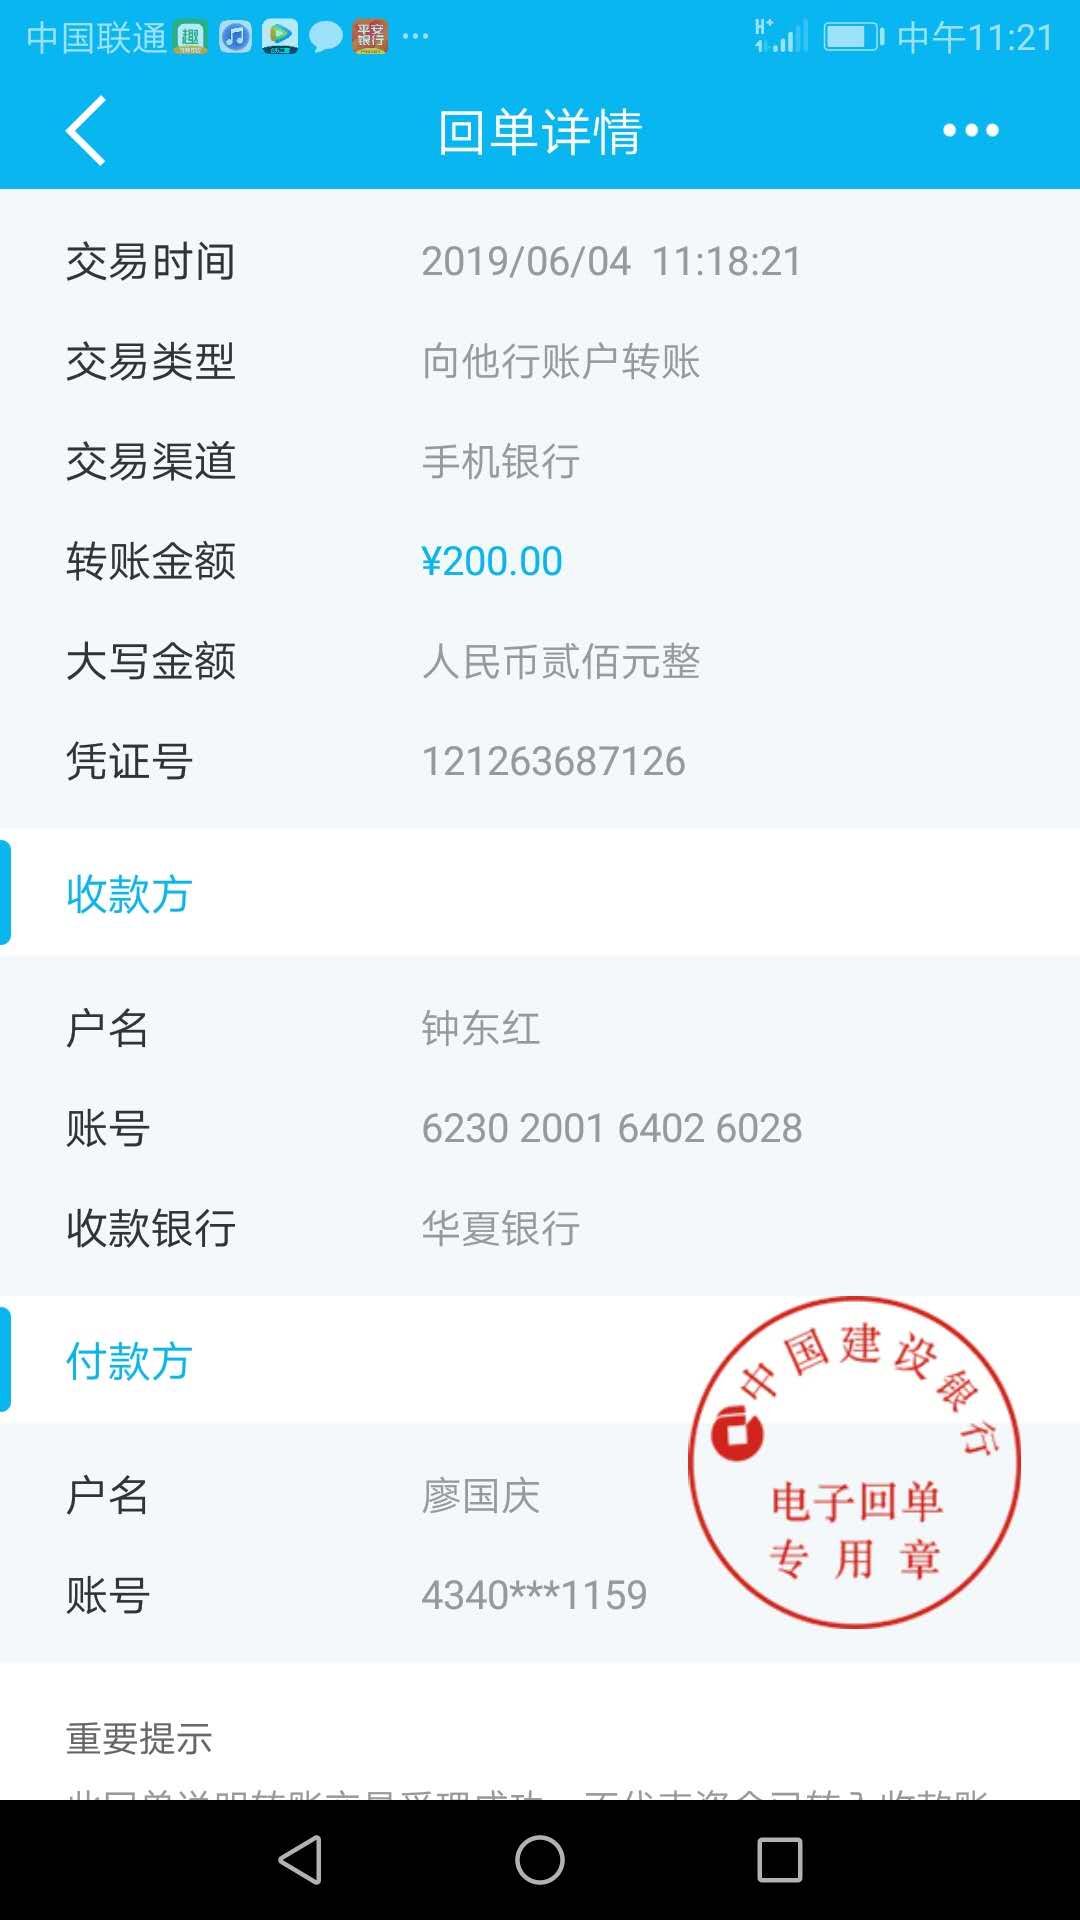 中国联通 中午11:21
回单详情
交易时间 2019/06/04 11:18:21
交易类型 向他行账户转账
交易渠道 手机银行
转账金额 ¥200.00
大写金额 人民币贰佰元整
凭证号 121263687126
收款方
户名 钟东红
账号 6230 2001 6402 6028
收款银行 华夏银行
付款方
中国建设银行
电子回单
专用章
户名 廖国庆
账号 4340***1159
重要提示